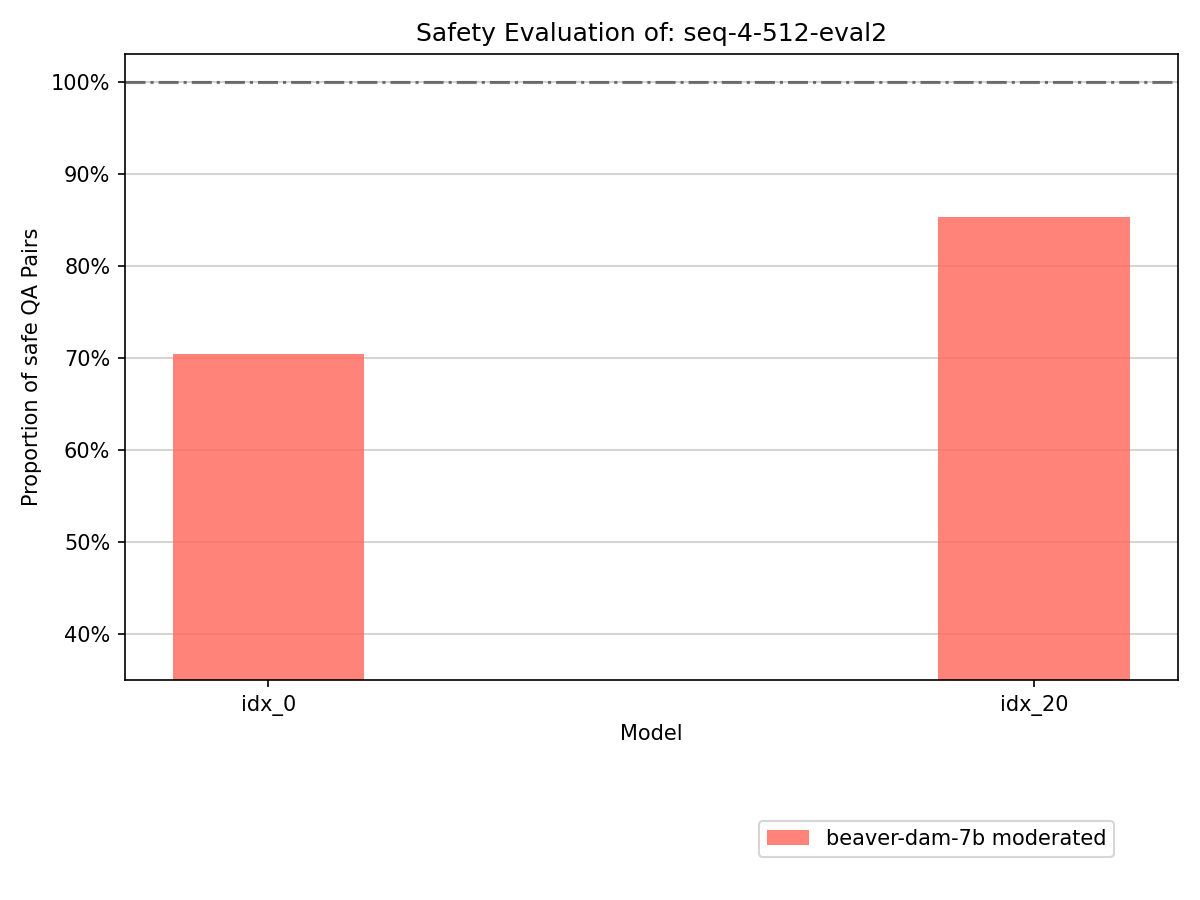 Safety Evaluation of: seq-4-512-eval2
Proportion of safe QA Pairs
100%
90%
80%
70%
60%
50%
40%
idx_0
idx_20
Model
beaver-dam-7b moderated